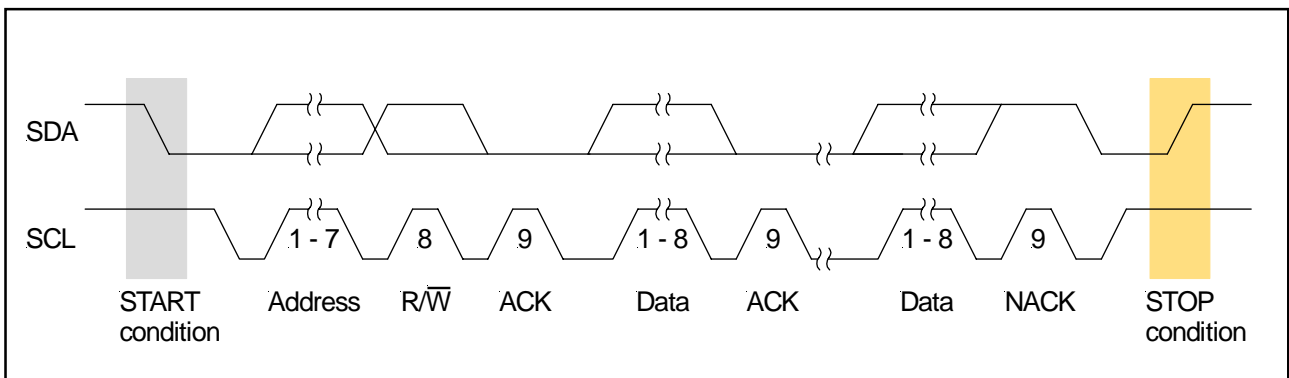 SDA
SCL
1 - 7
8
9
1 - 8
9
1 - 8
9
START
condition
Address
R/W̅
ACK
Data
ACK
Data
NACK
STOP
condition